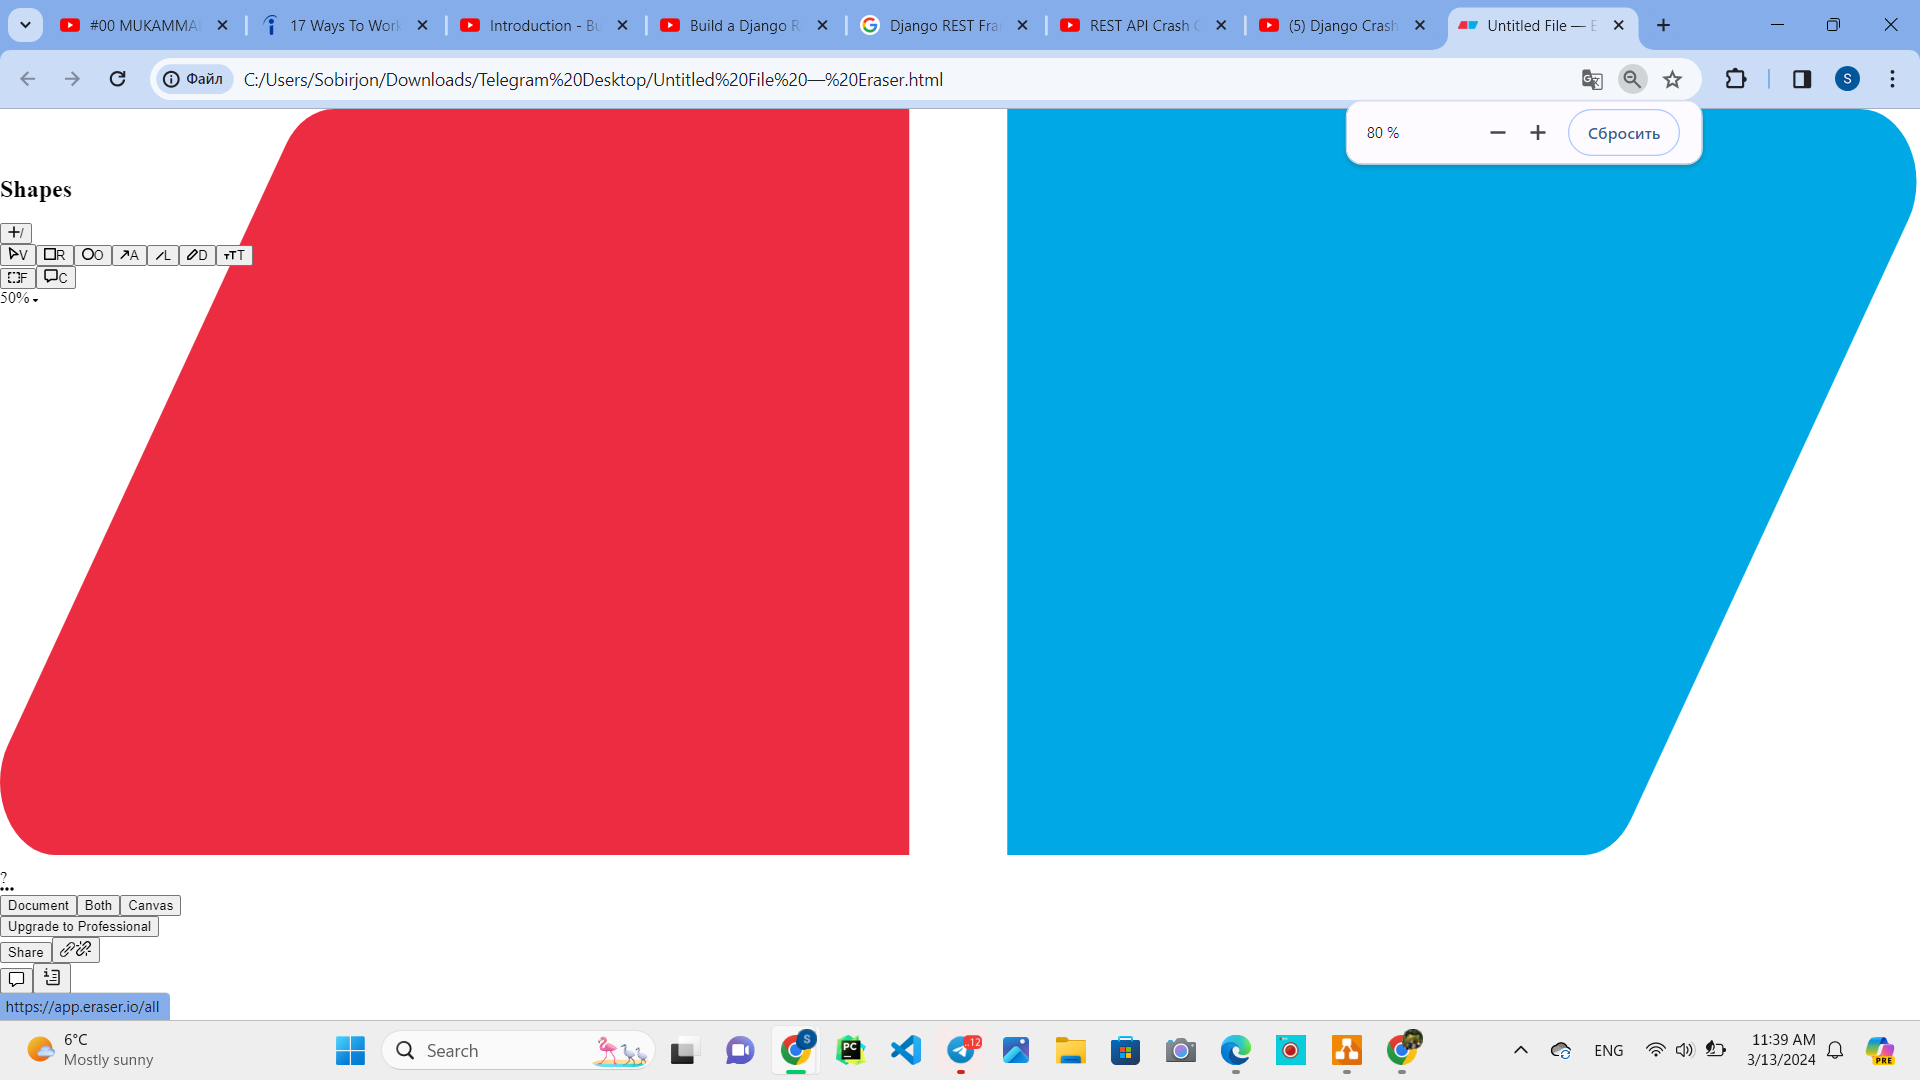 #00 MUKAMMA
17 Ways To Work
Introduction - Bu
Build a Django R
Django REST Fra
REST API Crash C
(5) Django Crash
Untitled File — E
Файл
C:/Users/Sobirjon/Downloads/Telegram%20Desktop/Untitled%20File%20—%20Eraser.html
S
80 %
Сбросить
Shapes
/
V R O A L D T
F C
50%
?
Document Both Canvas
Upgrade to Professional
Share
https://app.eraser.io/all
6°C
Mostly sunny
Search
S
PC
.12
ENG
11:39 AM
3/13/2024
PRE